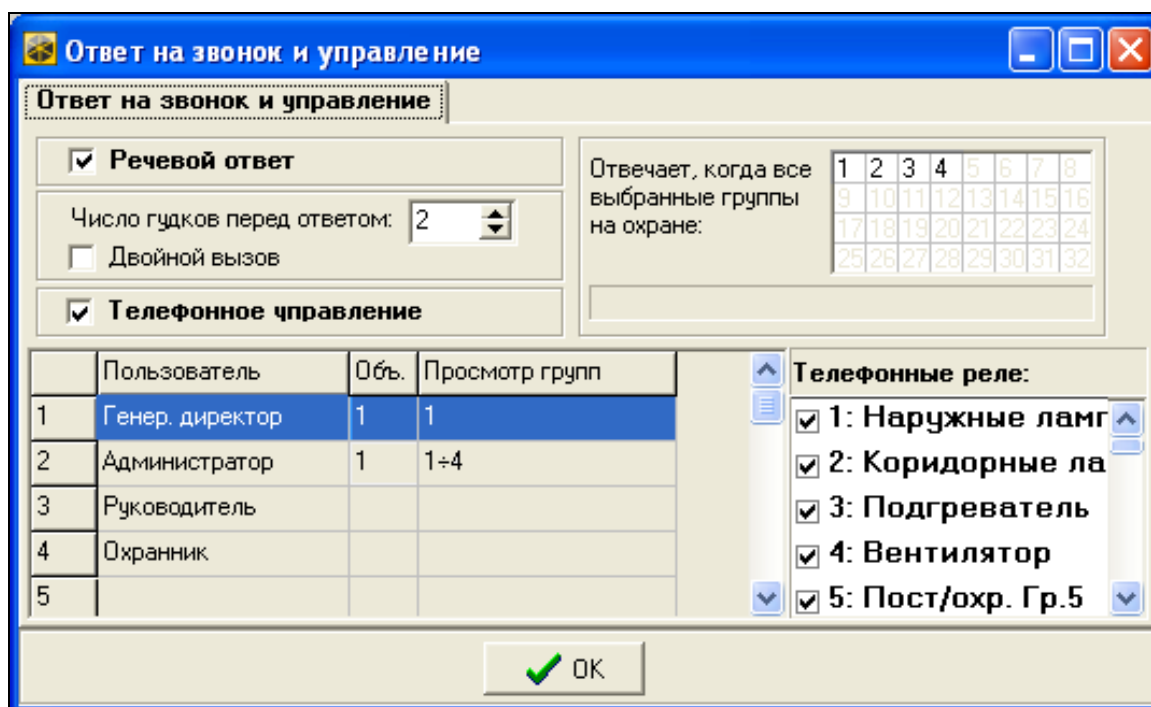 Ответ на звонок и управление
Ответ на звонок и управление
Речевой ответ
Число гудков перед ответом: 2
Двойной вызов
Телефонное управление
Отвечает, когда все
выбранные группы
на охране:
1 2 3 4 5 6 7 8
9 10 11 12 13 14 15 16
17 18 19 20 21 22 23 24
25 26 27 28 29 30 31 32
Пользователь Объ. Просмотр групп
1 Генер. директор 1 1
2 Администратор 1 1÷4
3 Руководитель
4 Охранник
5
Телефонные реле:
1: Наружные ламп
2: Коридорные ла
3: Подгреватель
4: Вентилятор
5: Пост/охр. Гр.5
OK